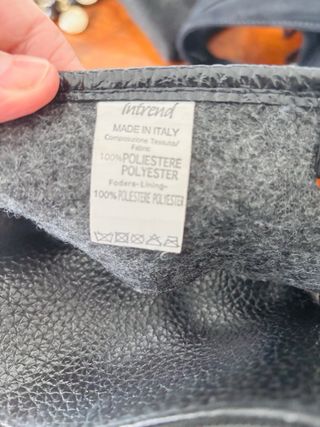 Intrend
MADE IN ITALY
Composizione Tessuto/
Fabric
100% POLIESTERE
POLYESTER
Fodera-Lining-
100% POLIESTERE POLYESTER